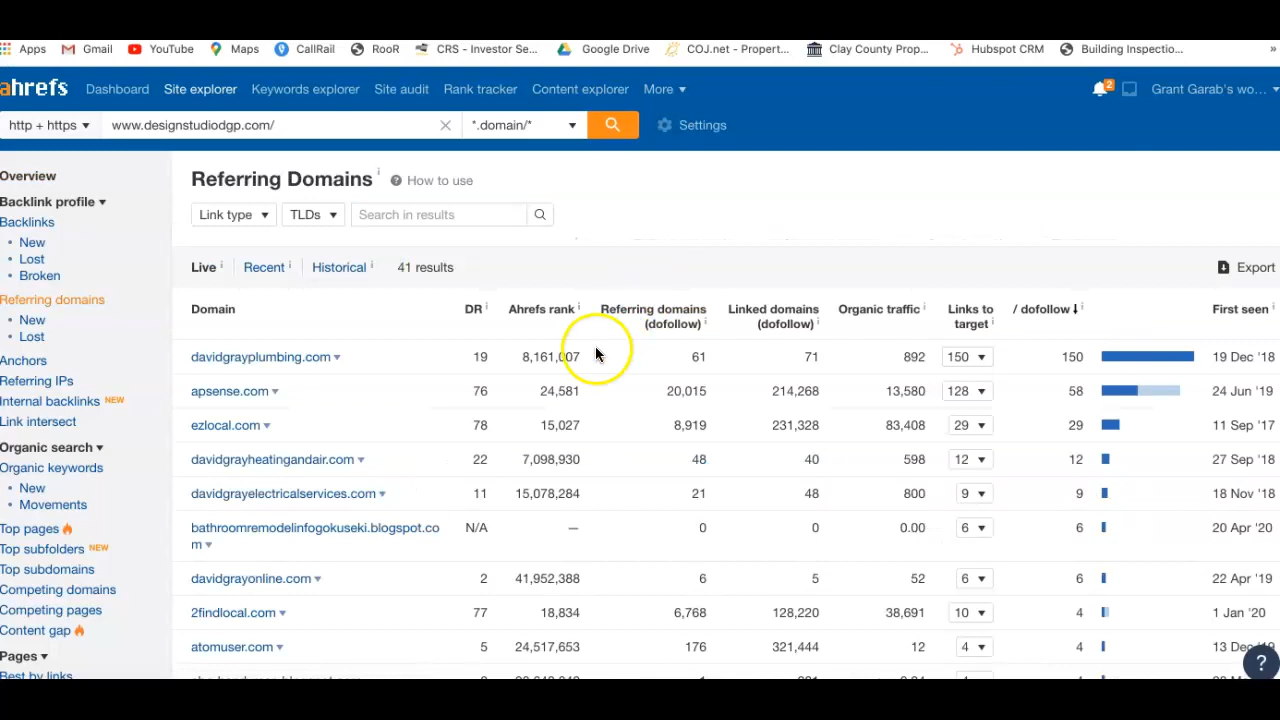 Apps Gmail YouTube Maps CallRail RooR CRS - Investor Se... Google Drive COJ.net - Propert... Clay County Prop... Hubspot CRM Building Inspectio... »
ahrefs Dashboard Site explorer Keywords explorer Site audit Rank tracker Content explorer More 2 Grant Garab's wo...
http + https www.designstudiodgp.com/ *.domain/* Settings
Overview
Backlink profile
Backlinks
• New
• Lost
• Broken
Referring domains
• New
• Lost
Anchors
Referring IPs
Internal backlinks NEW
Link intersect
Organic search
Organic keywords
• New
• Movements
Top pages
Top subfolders NEW
Top subdomains
Competing domains
Competing pages
Content gap
Pages
Best by links
Referring Domains i ? How to use
Link type TLDs Search in results
Live i Recent i Historical i 41 results Export
Domain DR i Ahrefs rank i Referring domains (dofollow) i Linked domains (dofollow) i Organic traffic i Links to target i / dofollow i First seen i
davidgrayplumbing.com 19 8,161,007 61 71 892 150 150 19 Dec '18
apsense.com 76 24,581 20,015 214,268 13,580 128 58 24 Jun '19
ezlocal.com 78 15,027 8,919 231,328 83,408 29 29 11 Sep '17
davidgrayheatingandair.com 22 7,098,930 48 40 598 12 12 27 Sep '18
davidgrayelectricalservices.com 11 15,078,284 21 48 800 9 9 18 Nov '18
bathroomremodelinfogokuseki.blogspot.co N/A — 0 0 0.00 6 6 20 Apr '20
m
davidgrayonline.com 2 41,952,388 6 5 52 6 6 22 Apr '19
2findlocal.com 77 18,834 6,768 128,220 38,691 10 4 1 Jan '20
atomuser.com 5 24,517,653 176 321,444 12 4 4 13 Dec
?